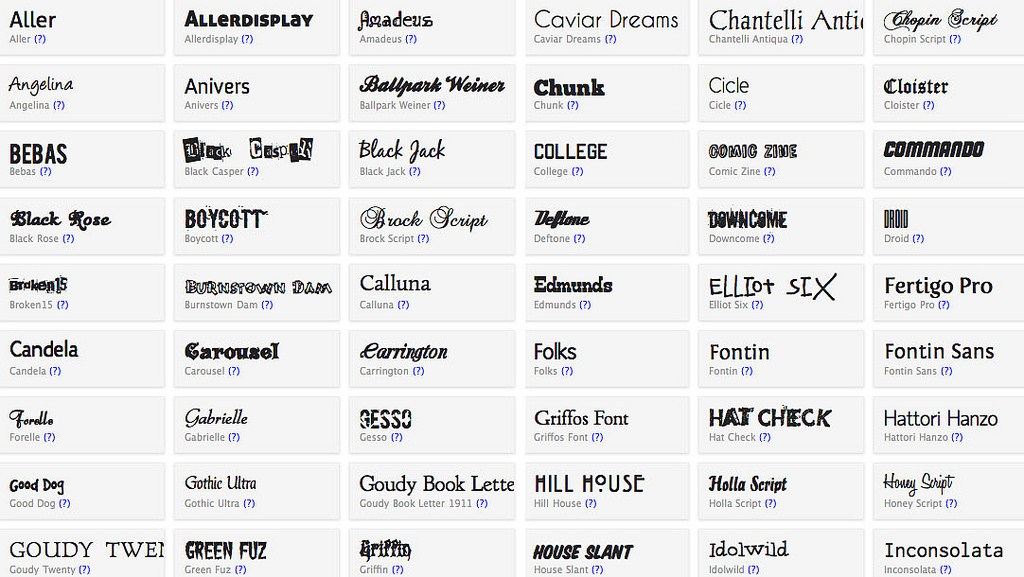 Aller
Aller (?)
Allerdisplay
Allerdisplay (?)
Amadeus
Amadeus (?)
Caviar Dreams
Caviar Dreams (?)
Chantelli Antic
Chantelli Antiqua (?)
Chopin Script
Chopin Script (?)
Angelina
Angelina (?)
Anivers
Anivers (?)
Ballpark Weiner
Ballpark Weiner (?)
Chunk
Chunk (?)
Cicle
Cicle (?)
Cloister
Cloister (?)
BEBAS
Bebas (?)
Black Casper
Black Casper (?)
Black Jack
Black Jack (?)
COLLEGE
College (?)
COMIC ZINE
Comic Zine (?)
COMMANDO
Commando (?)
Black Rose
Black Rose (?)
BOYCOTT
Boycott (?)
Brock Script
Brock Script (?)
Deftone
Deftone (?)
DOWNCOME
Downcome (?)
DROID
Droid (?)
Broken15
Broken15 (?)
BURNSTOWN DAM
Burnstown Dam (?)
Calluna
Calluna (?)
Edmunds
Edmunds (?)
ELLIOT SIX
Elliot Six (?)
Fertigo Pro
Fertigo Pro (?)
Candela
Candela (?)
Carousel
Carousel (?)
Carrington
Carrington (?)
Folks
Folks (?)
Fontin
Fontin (?)
Fontin Sans
Fontin Sans (?)
Forelle
Forelle (?)
Gabrielle
Gabrielle (?)
GESSO
Gesso (?)
Griffos Font
Griffos Font (?)
HAT CHECK
Hat Check (?)
Hattori Hanzo
Hattori Hanzo (?)
Good Dog
Good Dog (?)
Gothic Ultra
Gothic Ultra (?)
Goudy Book Lette
Goudy Book Letter 1911 (?)
HILL HOUSE
Hill House (?)
Holla Script
Holla Script (?)
Honey Script
Honey Script (?)
GOUDY TWEN
Goudy Twenty (?)
GREEN FUZ
Green Fuz (?)
Griffin
Griffin (?)
HOUSE SLANT
House Slant (?)
Idolwild
Idolwild (?)
Inconsolata
Inconsolata (?)